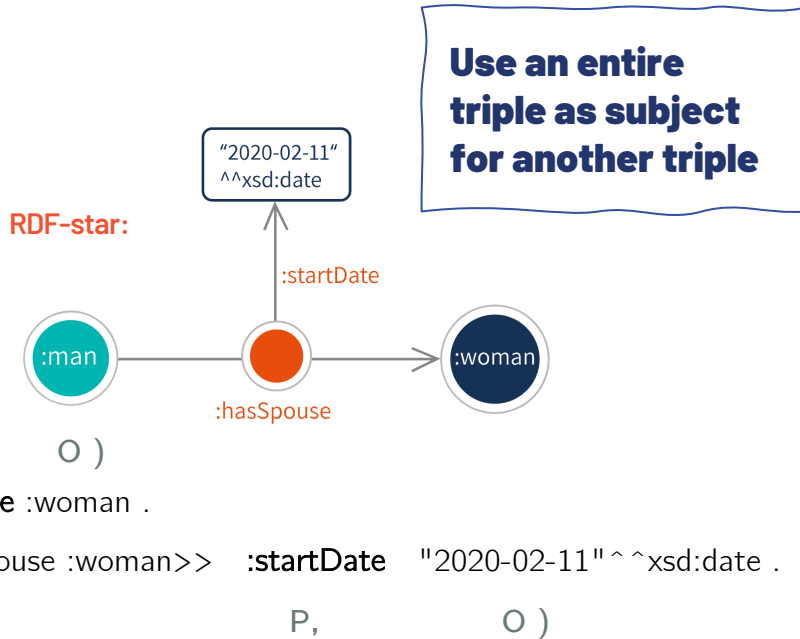 Use an entire
triple as subject
for another triple
“2020-02-11“
^^xsd:date
RDF-star:
:startDate
:man
:woman
:hasSpouse
O )
e :woman .
ouse :woman>> :startDate "2020-02-11"^^xsd:date .
P, O )